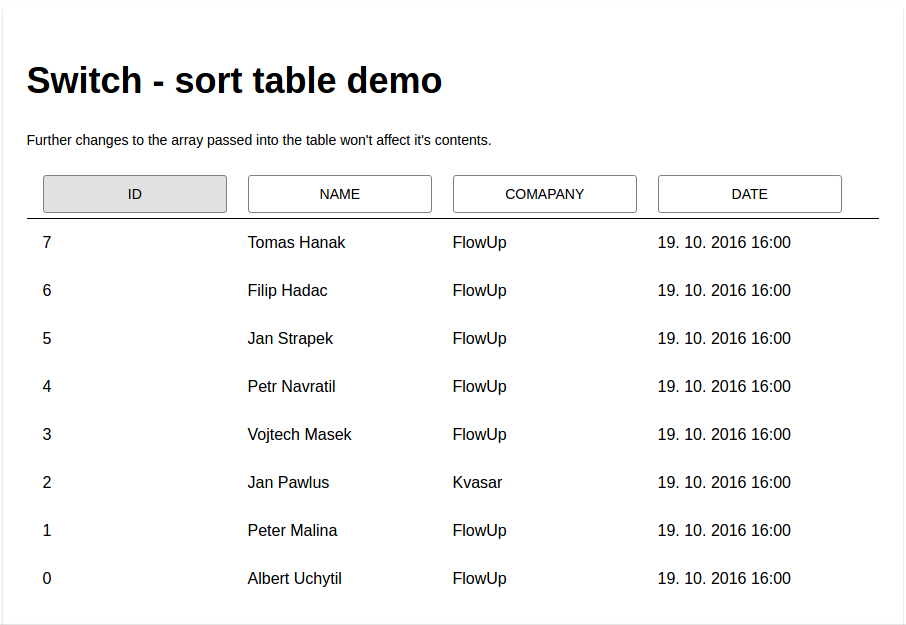 Switch - sort table demo
Further changes to the array passed into the table won't affect it's contents.
ID NAME COMAPANY DATE
7 Tomas Hanak FlowUp 19. 10. 2016 16:00
6 Filip Hadac FlowUp 19. 10. 2016 16:00
5 Jan Strapek FlowUp 19. 10. 2016 16:00
4 Petr Navratil FlowUp 19. 10. 2016 16:00
3 Vojtech Masek FlowUp 19. 10. 2016 16:00
2 Jan Pawlus Kvasar 19. 10. 2016 16:00
1 Peter Malina FlowUp 19. 10. 2016 16:00
0 Albert Uchytil FlowUp 19. 10. 2016 16:00